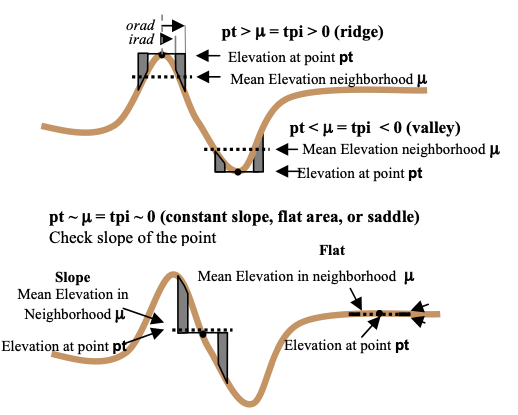 orad
irad
pt > μ = tpi > 0 (ridge)
Elevation at point pt
Mean Elevation neighborhood μ
pt < μ = tpi < 0 (valley)
Mean Elevation neighborhood μ
Elevation at point pt
pt ~ μ = tpi ~ 0 (constant slope, flat area, or saddle)
Check slope of the point
Flat
Slope
Mean Elevation in neighborhood μ
Mean Elevation in
Neighborhood μ
Elevation at point pt
Elevation at point pt